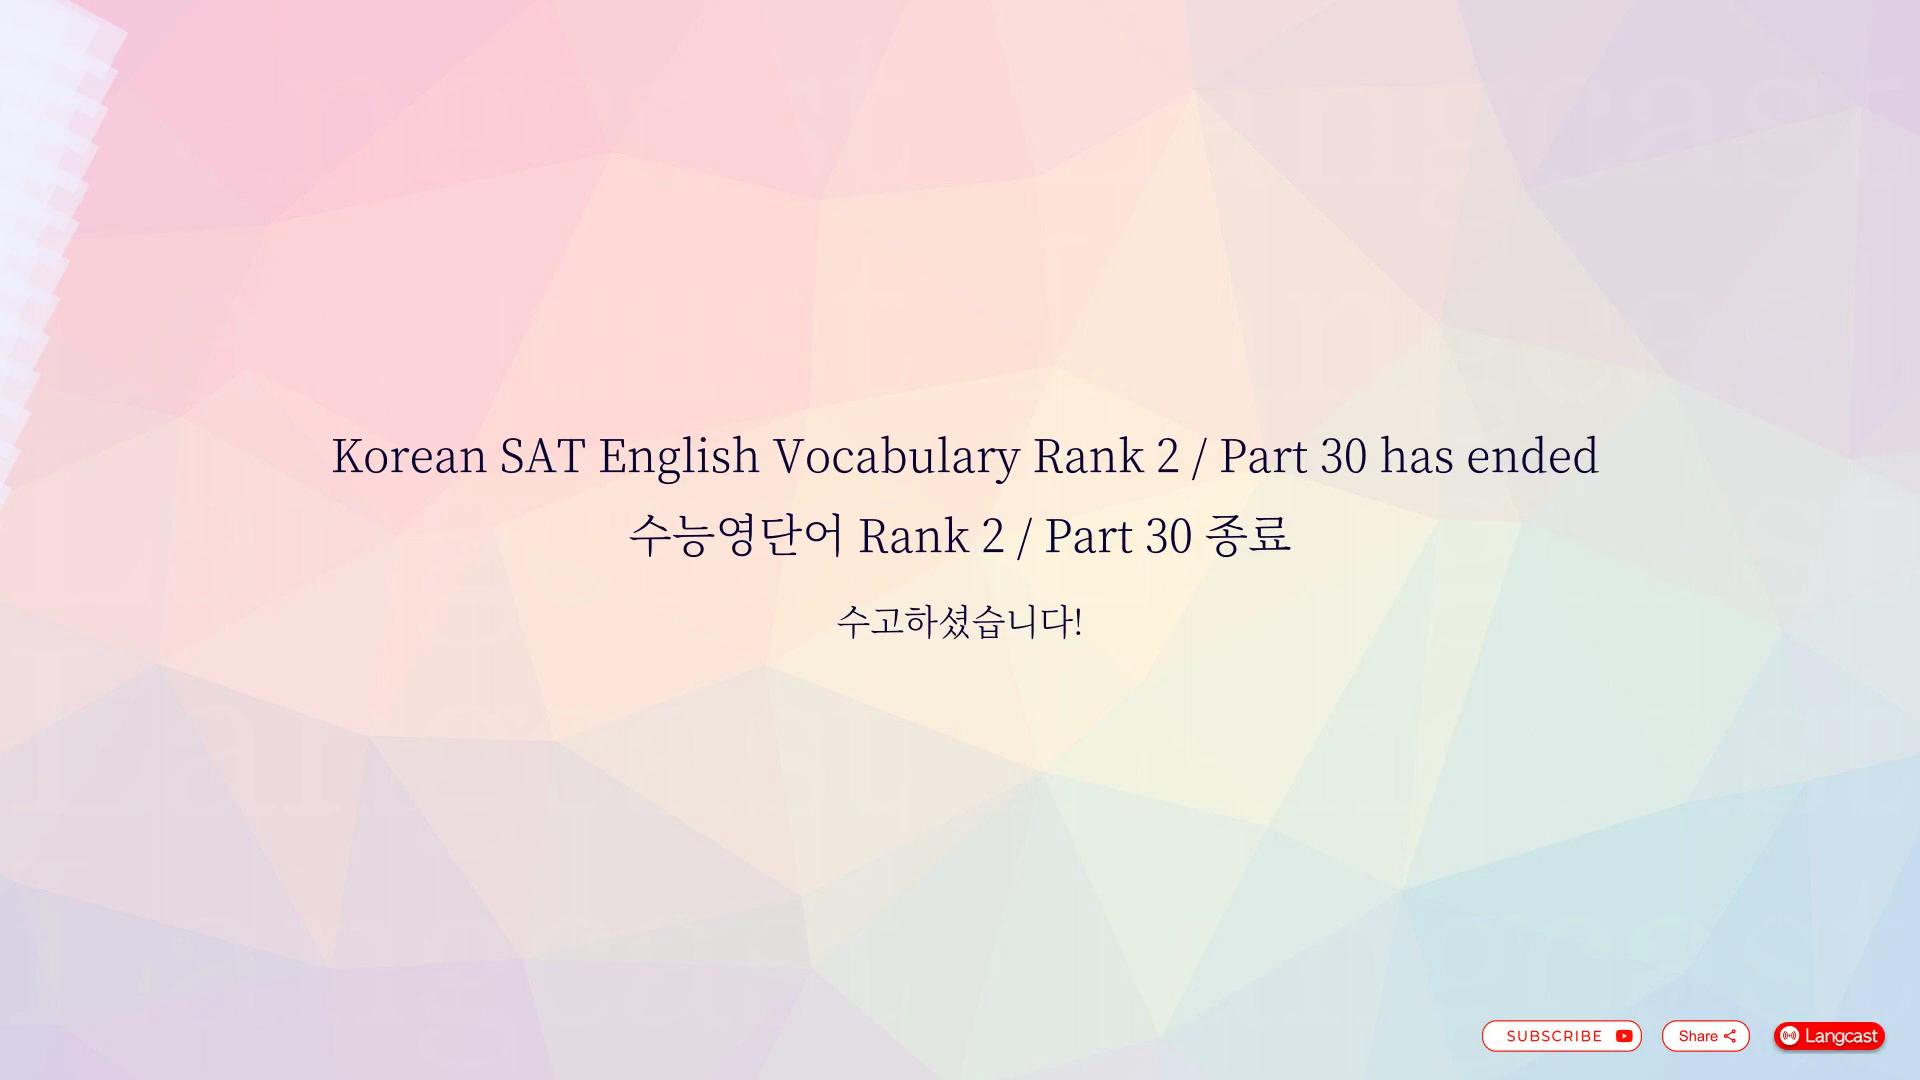 Korean SAT English Vocabulary Rank 2 / Part 30 has ended
수능영단어 Rank 2 / Part 30 종료
수고하셨습니다!
SUBSCRIBE
Share
Langcast